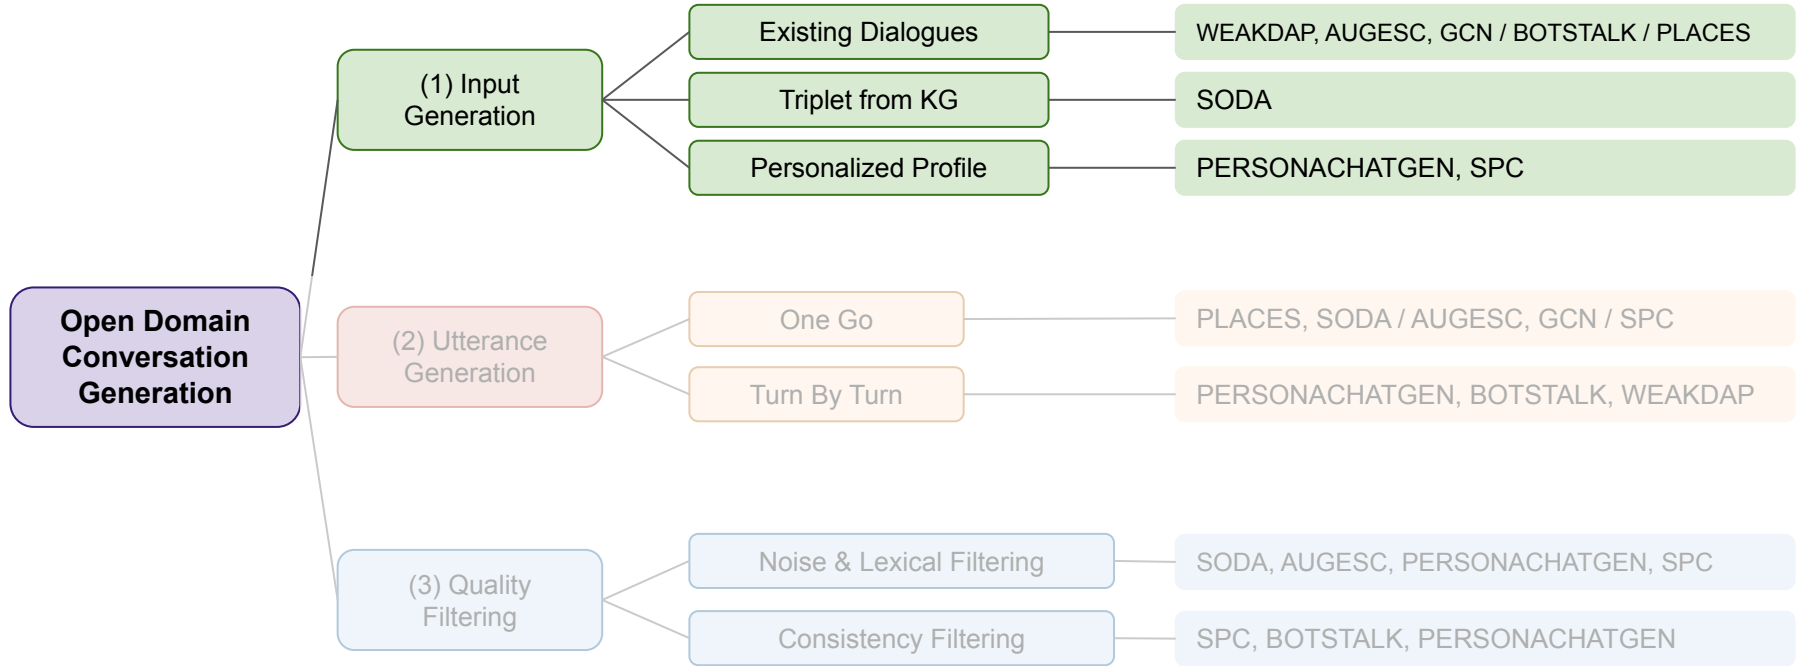 Open Domain
Conversation
Generation
(1) Input
Generation
Existing Dialogues
WEAKDAP, AUGESC, GCN / BOTSTALK / PLACES
Triplet from KG
SODA
Personalized Profile
PERSONACHATGEN, SPC
(2) Utterance
Generation
One Go
PLACES, SODA / AUGESC, GCN / SPC
Turn By Turn
PERSONACHATGEN, BOTSTALK, WEAKDAP
(3) Quality
Filtering
Noise & Lexical Filtering
SODA, AUGESC, PERSONACHATGEN, SPC
Consistency Filtering
SPC, BOTSTALK, PERSONACHATGEN